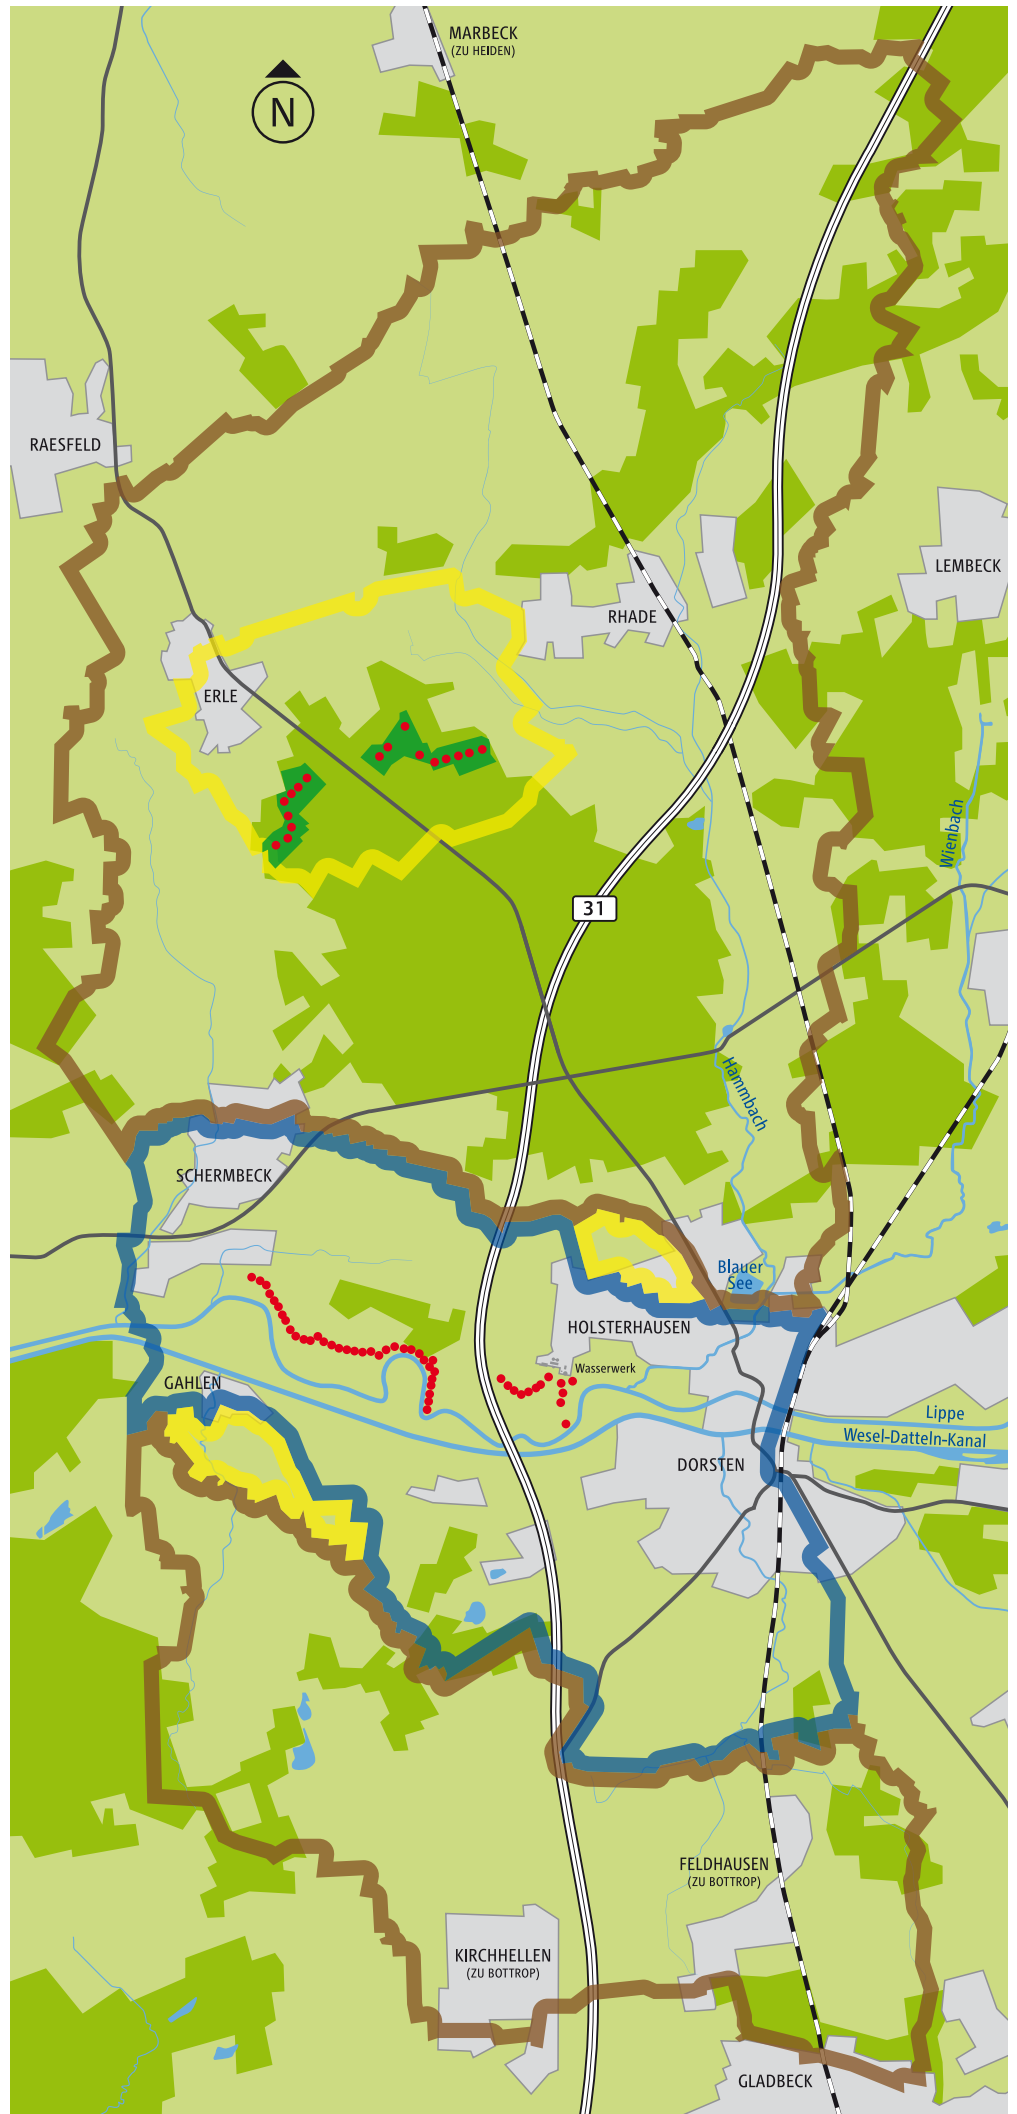 MARBECK
(ZU HEIDEN)
N
RAESFELD
LEMBECK
RHADE
ERLE
Wienbach
31
Hammbach
SCHERMBECK
Blauer
See
HOLSTERHAUSEN
Wasserwerk
GAHLEN
Lippe
Wesel-Datteln-Kanal
DORSTEN
FELDHAUSEN
(ZU BOTTROP)
KIRCHHELLEN
(ZU BOTTROP)
GLADBECK